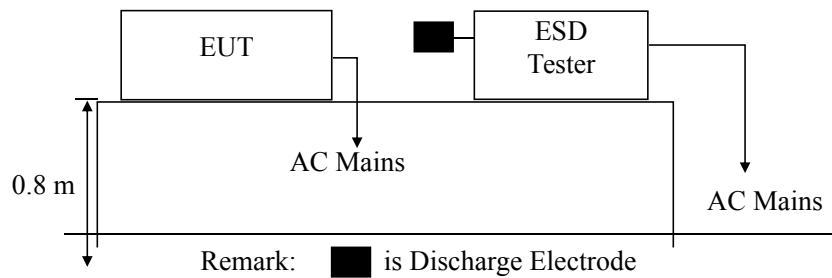 EUT
ESD
Tester
AC Mains
0.8 m
AC Mains
Remark: is Discharge Electrode